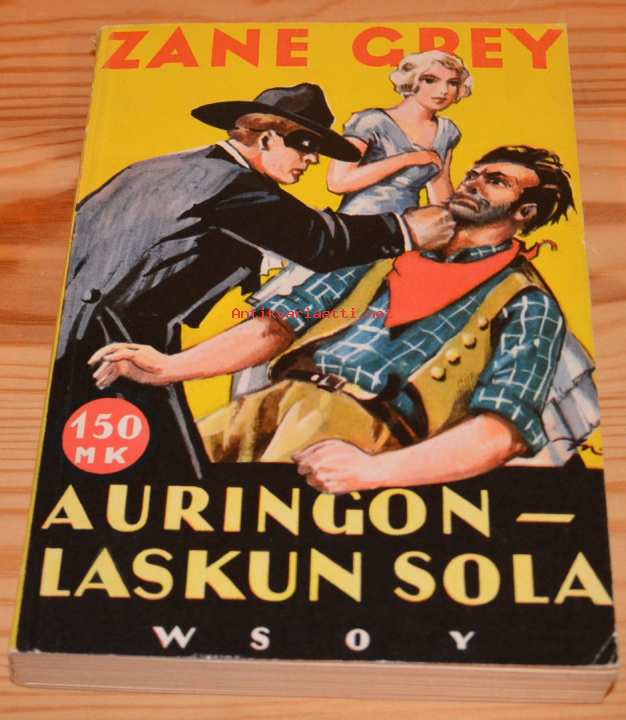 ZANE GREY
Antikvariaatti.net
150
MK
AURINGON–
LASKUN SOLA
WSOY